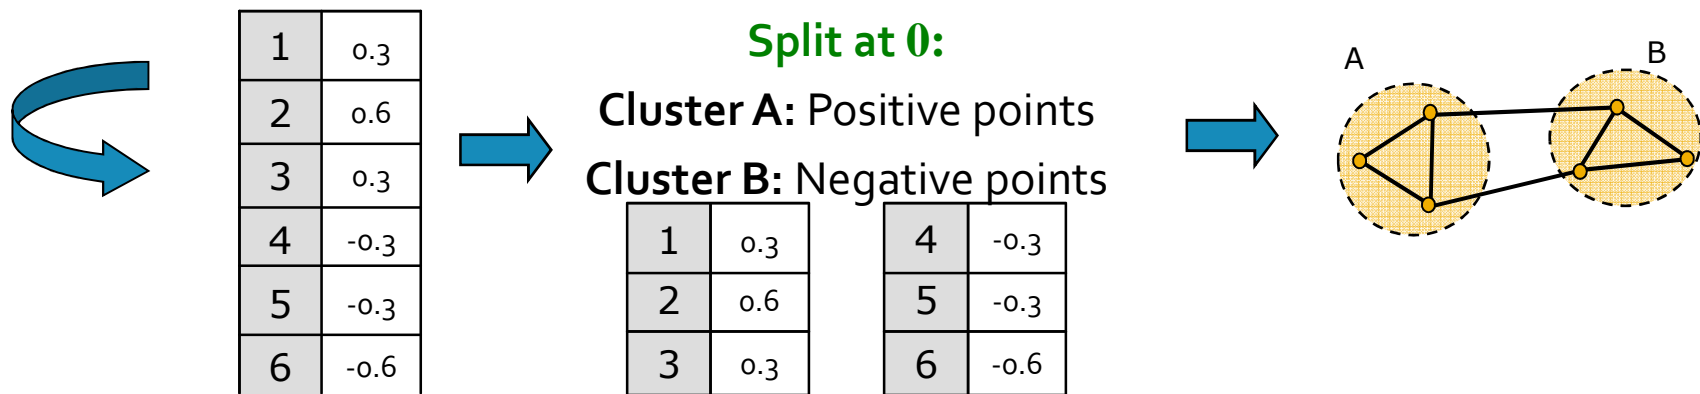 1 0.3
2 0.6
3 0.3
4 -0.3
5 -0.3
6 -0.6
Split at 0:
Cluster A: Positive points
Cluster B: Negative points
1 0.3
2 0.6
3 0.3
4 -0.3
5 -0.3
6 -0.6
A
B